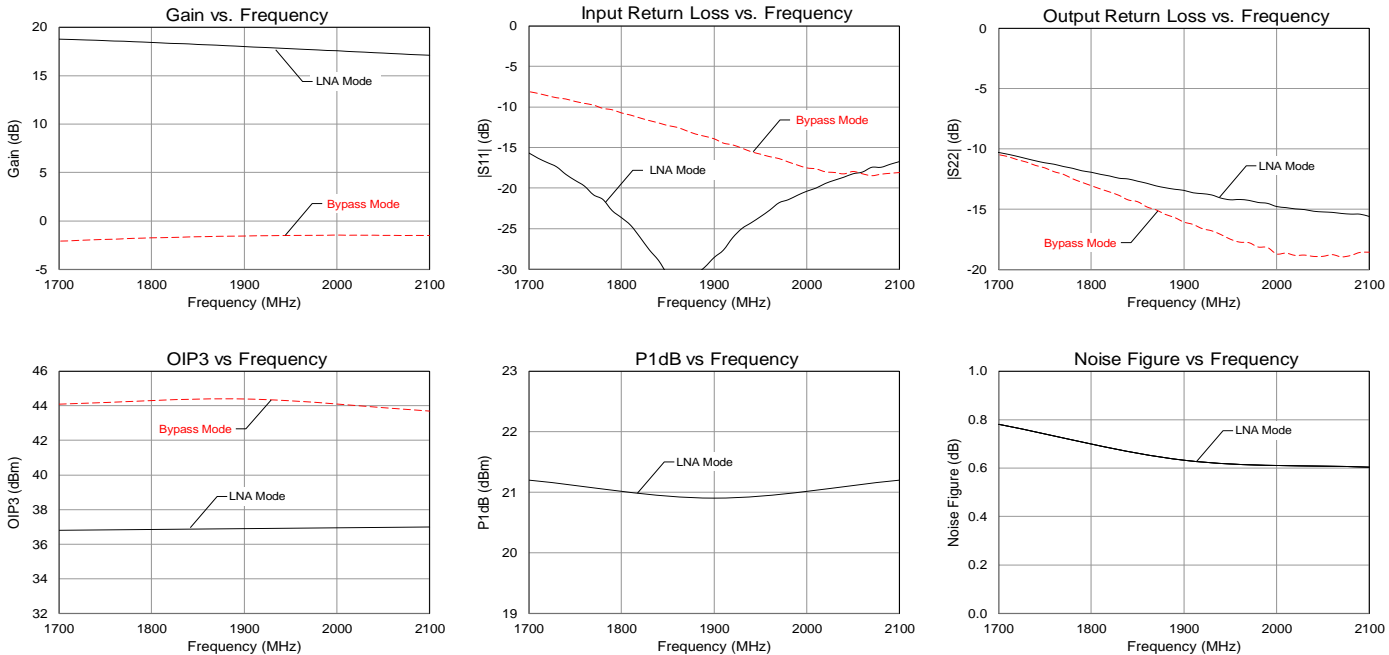 Gain vs. Frequency
20
15
10
5
0
-5
Gain (dB)
LNA Mode
Bypass Mode
1700 1800 1900 2000 2100
Frequency (MHz)
Input Return Loss vs. Frequency
-0
-5
-10
-15
-20
-25
-30
|S11| (dB)
Bypass Mode
LNA Mode
1700 1800 1900 2000 2100
Frequency (MHz)
Output Return Loss vs. Frequency
0
-5
-10
-15
-20
|S22| (dB)
LNA Mode
Bypass Mode
1700 1800 1900 2000 2100
Frequency (MHz)
OIP3 vs Frequency
46
44
42
40
38
36
34
32
OIP3 (dBm)
Bypass Mode
LNA Mode
1700 1800 1900 2000 2100
Frequency (MHz)
P1dB vs Frequency
23
22
21
20
19
P1dB (dBm)
LNA Mode
1700 1800 1900 2000 2100
Frequency (MHz)
Noise Figure vs Frequency
1.0
0.8
0.6
0.4
0.2
0.0
Noise Figure (dB)
LNA Mode
1700 1800 1900 2000 2100
Frequency (MHz)